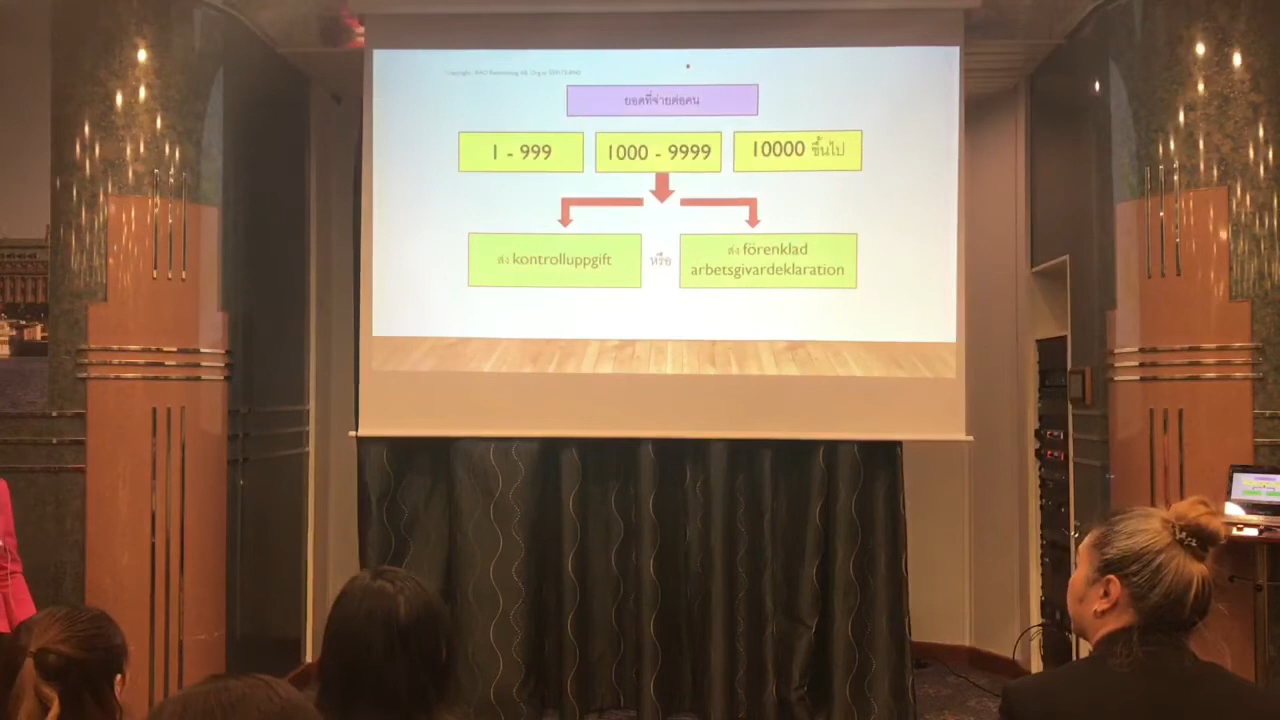 Copyright
ยอดที่จ่ายต่อคน
1 - 999
1000 - 9999
10000 ขึ้นไป
ส่ง kontrolluppgift
หรือ
ส่ง förenklad
arbetsgivardeklaration